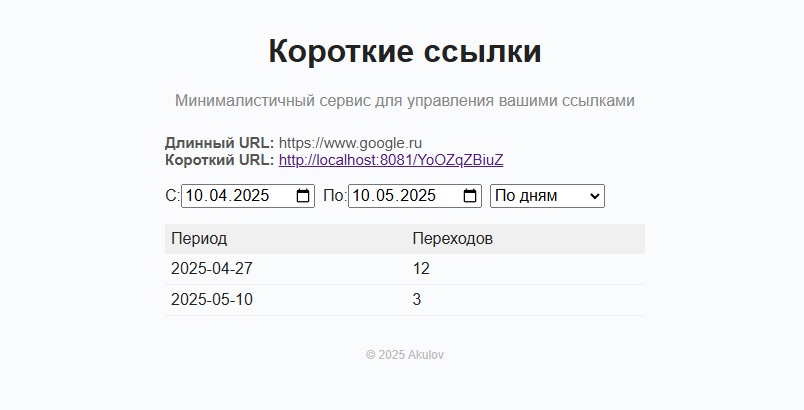 Короткие ссылки
Минималистичный сервис для управления вашими ссылками
Длинный URL: https://www.google.ru
Короткий URL: http://localhost:8081/YoOZqZBiuZ
С: 10.04.2025 По: 10.05.2025 По дням
Период Переходов
2025-04-27 12
2025-05-10 3
© 2025 Akulov